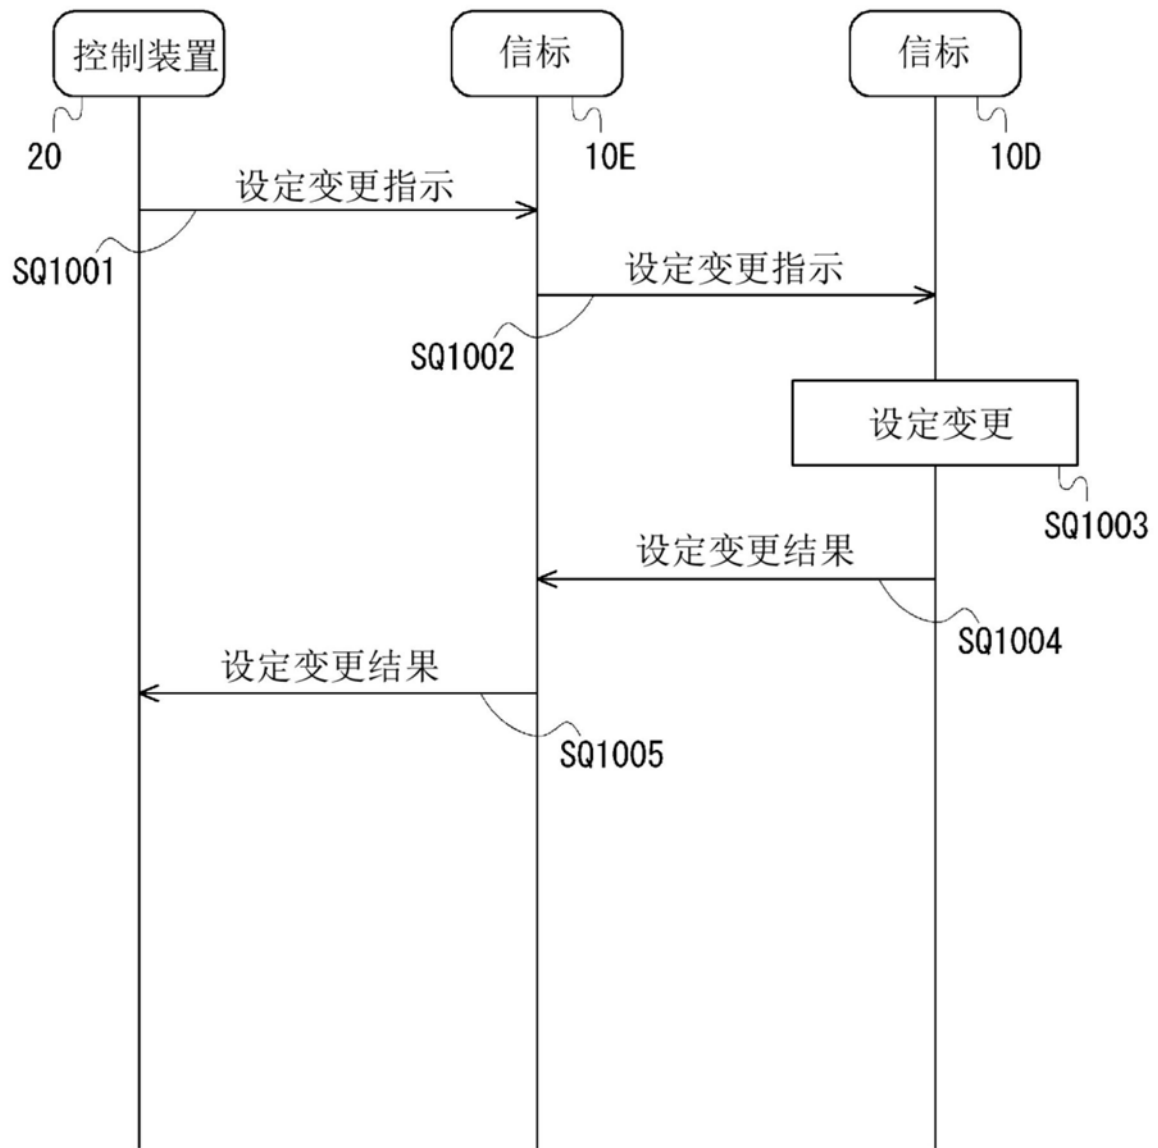 控制装置
信标
信标
20
10E
10D
设定变更指示
SQ1001
设定变更指示
SQ1002
设定变更
SQ1003
设定变更结果
SQ1004
设定变更结果
SQ1005